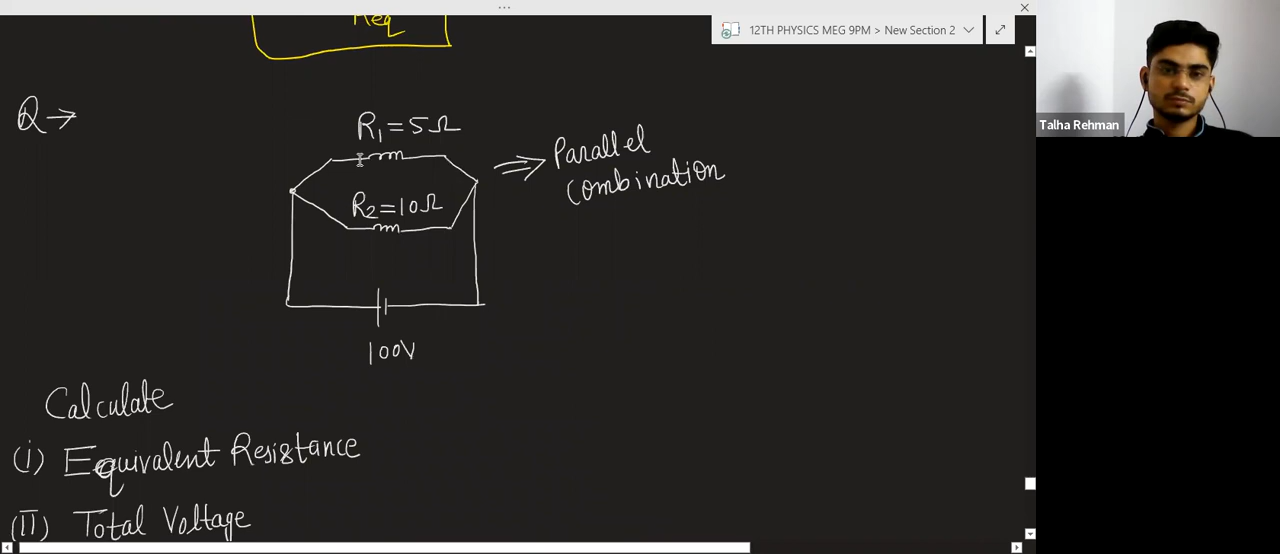 Req
12TH PHYSICS MEG 9PM > New Section 2
Talha Rehman
Q →
R₁ = 5Ω
⇒ Parallel
Combination
R₂ = 10Ω
100V
Calculate
(i) Equivalent Resistance
(II) Total Voltage